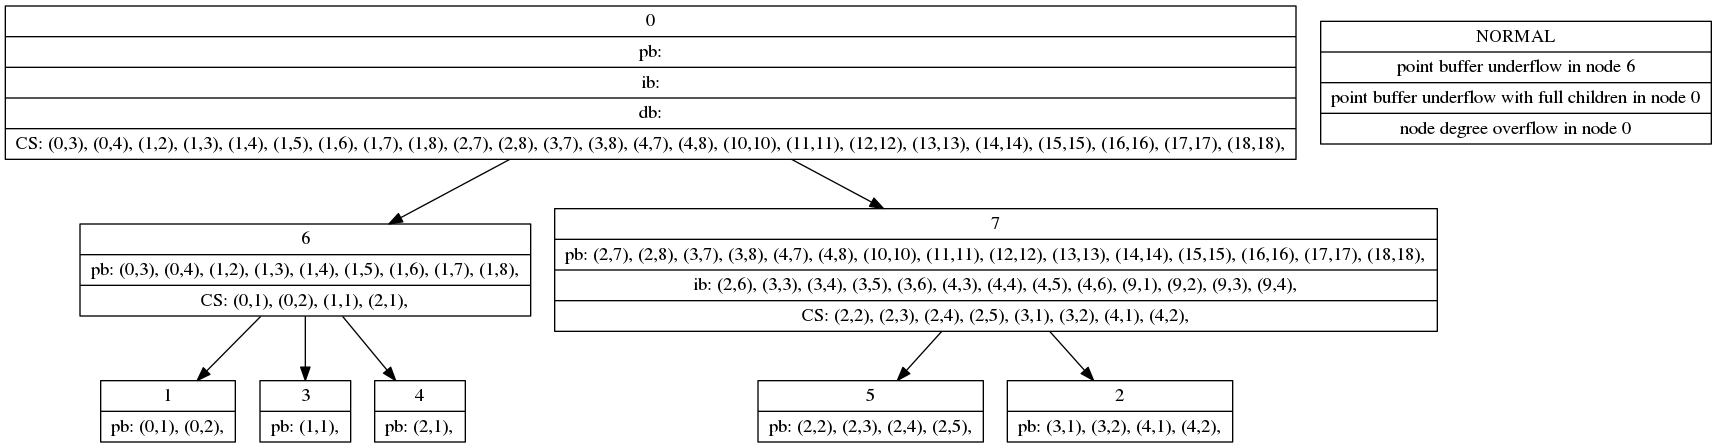 0
pb:
ib:
db:
CS: (0,3), (0,4), (1,2), (1,3), (1,4), (1,5), (1,6), (1,7), (1,8), (2,7), (2,8), (3,7), (3,8), (4,7), (4,8), (10,10), (11,11), (12,12), (13,13), (14,14), (15,15), (16,16), (17,17), (18,18),
NORMAL
point buffer underflow in node 6
point buffer underflow with full children in node 0
node degree overflow in node 0
6
pb: (0,3), (0,4), (1,2), (1,3), (1,4), (1,5), (1,6), (1,7), (1,8),
CS: (0,1), (0,2), (1,1), (2,1),
7
pb: (2,7), (2,8), (3,7), (3,8), (4,7), (4,8), (10,10), (11,11), (12,12), (13,13), (14,14), (15,15), (16,16), (17,17), (18,18),
ib: (2,6), (3,3), (3,4), (3,5), (3,6), (4,3), (4,4), (4,5), (4,6), (9,1), (9,2), (9,3), (9,4),
CS: (2,2), (2,3), (2,4), (2,5), (3,1), (3,2), (4,1), (4,2),
1
pb: (0,1), (0,2),
3
pb: (1,1),
4
pb: (2,1),
5
pb: (2,2), (2,3), (2,4), (2,5),
2
pb: (3,1), (3,2), (4,1), (4,2),